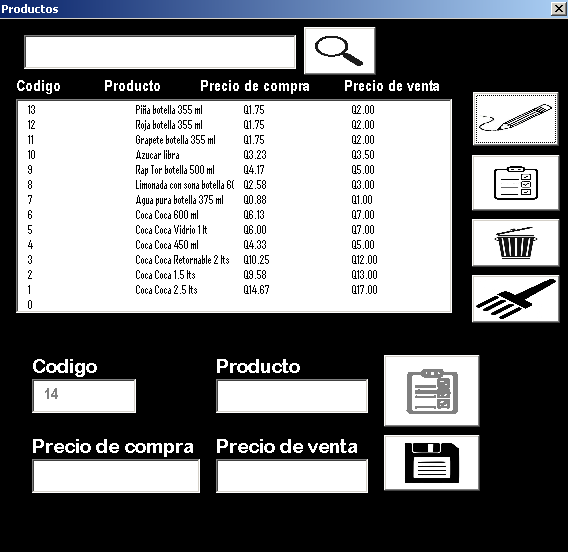 Productos
Codigo Producto Precio de compra Precio de venta
13 Piña botella 355 ml Q1.75 Q2.00
12 Roja botella 355 ml Q1.75 Q2.00
11 Grapete botella 355 ml Q1.75 Q2.00
10 Azucar libra Q3.23 Q3.50
9 Rap Tor botella 500 ml Q4.17 Q5.00
8 Limonada con sona botella 60 Q2.58 Q3.00
7 Agua pura botella 375 ml Q0.88 Q1.00
6 Coca Coca 600 ml Q6.13 Q7.00
5 Coca Coca Vidrio 1 lt Q6.00 Q7.00
4 Coca Coca 450 ml Q4.33 Q5.00
3 Coca Coca Retornable 2 lts Q10.25 Q12.00
2 Coca Coca 1.5 lts Q9.58 Q13.00
1 Coca Coca 2.5 lts Q14.67 Q17.00
0
Codigo Producto
14
Precio de compra Precio de venta